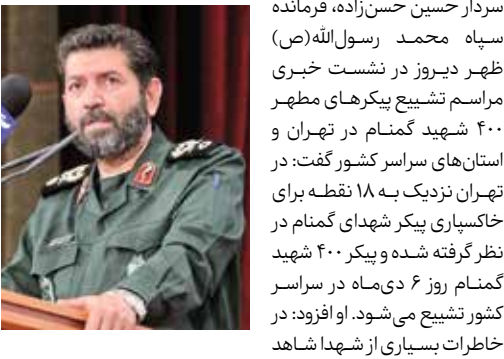 سردار حسین حسن‌زاده، فرمانده
سپاه محمد رسول‌الله(ص)
ظهر دیروز در نشست خبری
مراسم تشییع پیکرهای مطهر
۴۰۰ شهید گمنام در تهران و
استان‌های سراسر کشور گفت: در
تهران نزدیک به ۱۸ نقطه برای
خاکسپاری پیکر شهدای گمنام در
نظر گرفته شده و پیکر ۴۰۰ شهید
گمنام روز ۶ دی‌ماه در سراسر
کشور تشییع می‌شود. او افزود: در
خاطرات بسیاری از شهدا شاهد